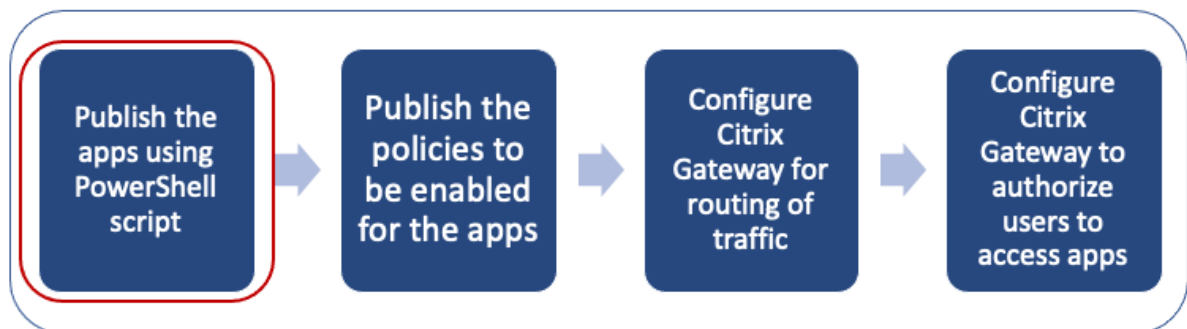 Publish the
apps using
PowerShell
script
Publish the
policies to
be enabled
for the apps
Configure
Citrix
Gateway for
routing of
traffic
Configure
Citrix
Gateway to
authorize
users to
access apps